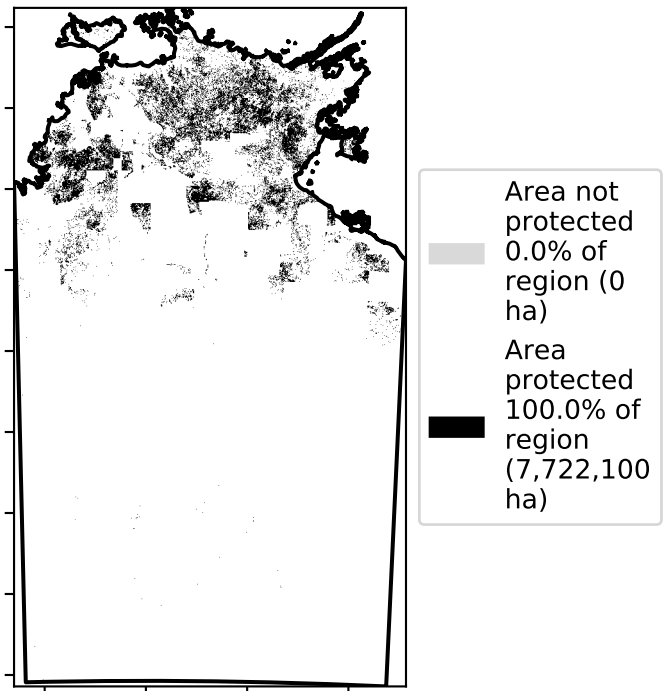 Area not
protected
0.0% of
region (0
ha)
Area
protected
100.0% of
region
(7,722,100
ha)